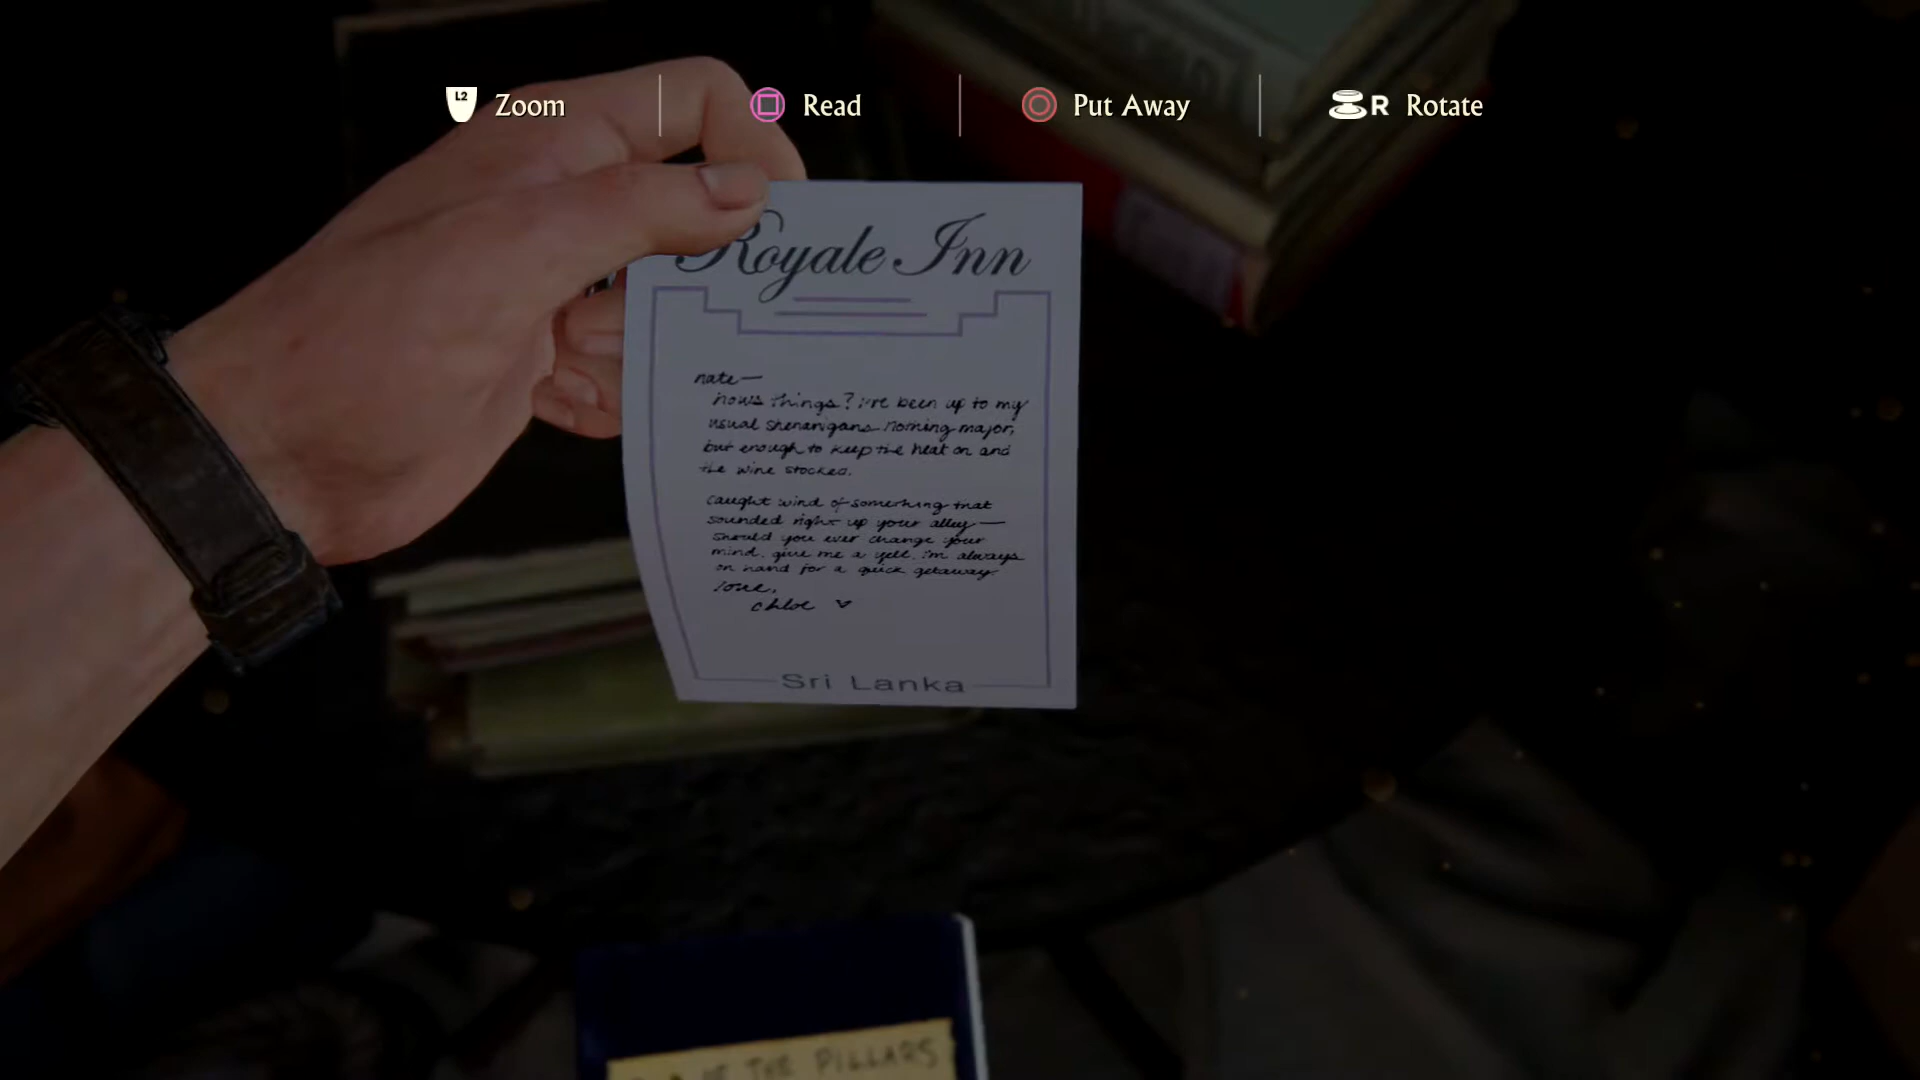 L2 Zoom
Read
Put Away
R Rotate
Royale Inn
nate—
hows things? i've been up to my
usual shenanigans. nothing major,
but enough to keep the heat on and
the wine stocked.
caught wind of something that
sounded right up your alley—
should you ever change your
mind, give me a yell. i'm always
on hand for a quick getaway.
love,
chloe
Sri Lanka
THE PILLARS